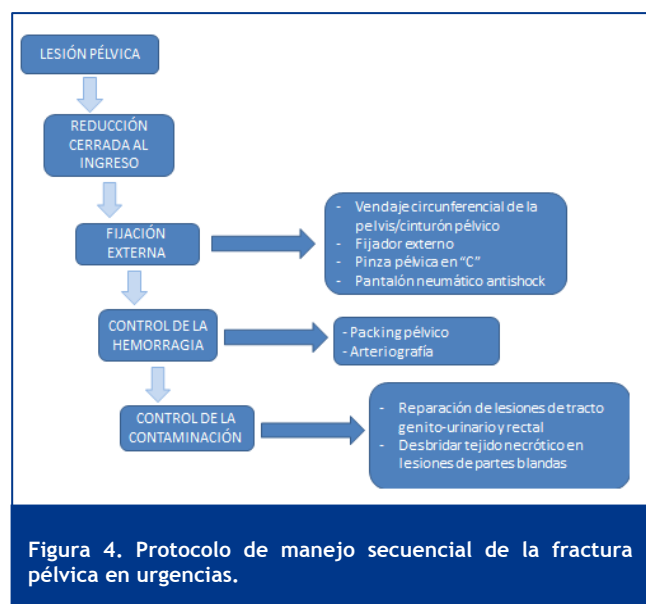 LESIÓN PÉLVICA
REDUCCIÓN
CERRADA AL
INGRESO
FIJACIÓN
EXTERNA
- Vendaje circunferencial de la
pelvis/cinturón pélvico
- Fijador externo
- Pinza pélvica en “C”
- Pantalón neumático antishock
CONTROL DE LA
HEMORRAGIA
- Packing pélvico
- Arteriografía
CONTROL DE LA
CONTAMINACIÓN
- Reparación de lesiones de tracto
genito-urinario y rectal
- Desbridar tejido necrótico en
lesiones de partes blandas
Figura 4. Protocolo de manejo secuencial de la fractura
pélvica en urgencias.